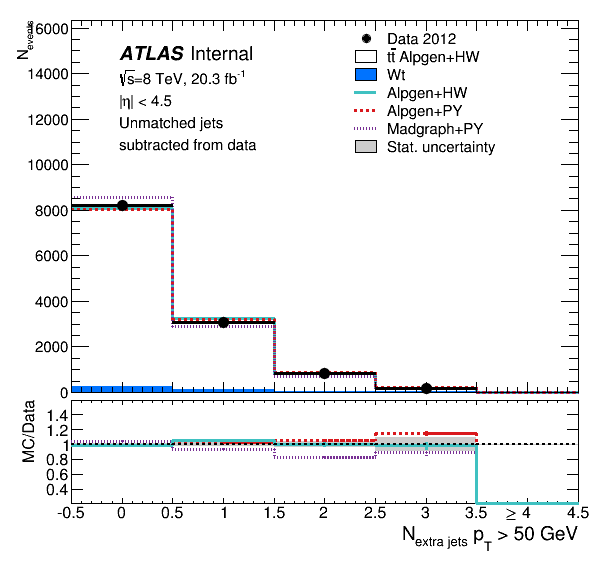 N_events
16000
14000
12000
10000
8000
6000
4000
2000
0
ATLAS Internal
√s=8 TeV, 20.3 fb⁻¹
|η| < 4.5
Unmatched jets
subtracted from data
Data 2012
tt̄ Alpgen+HW
Wt
Alpgen+HW
Alpgen+PY
Madgraph+PY
Stat. uncertainty
MC/Data
1.4
1.2
1
0.8
0.6
0.4
-0.5 0 0.5 1 1.5 2 2.5 3 3.5 ≥ 4 4.5
N_extra jets p_T > 50 GeV